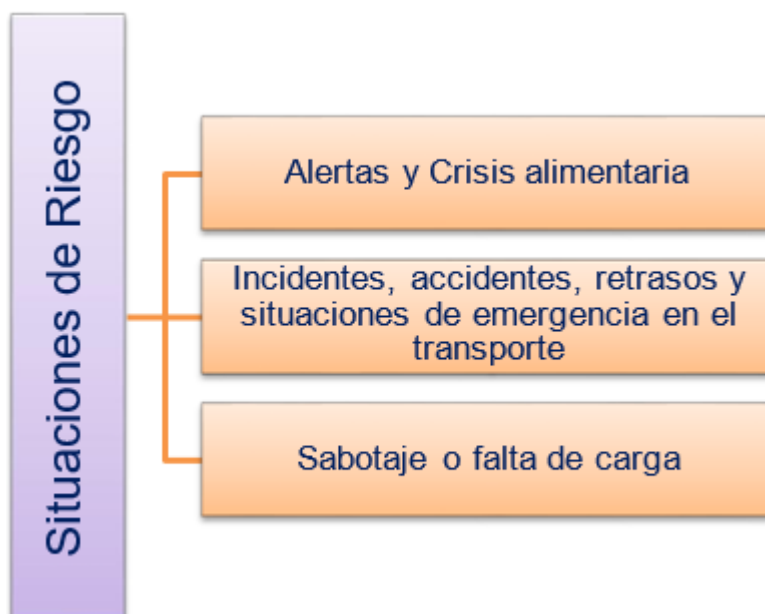 Situaciones de Riesgo
Alertas y Crisis alimentaria
Incidentes, accidentes, retrasos y
situaciones de emergencia en el
transporte
Sabotaje o falta de carga